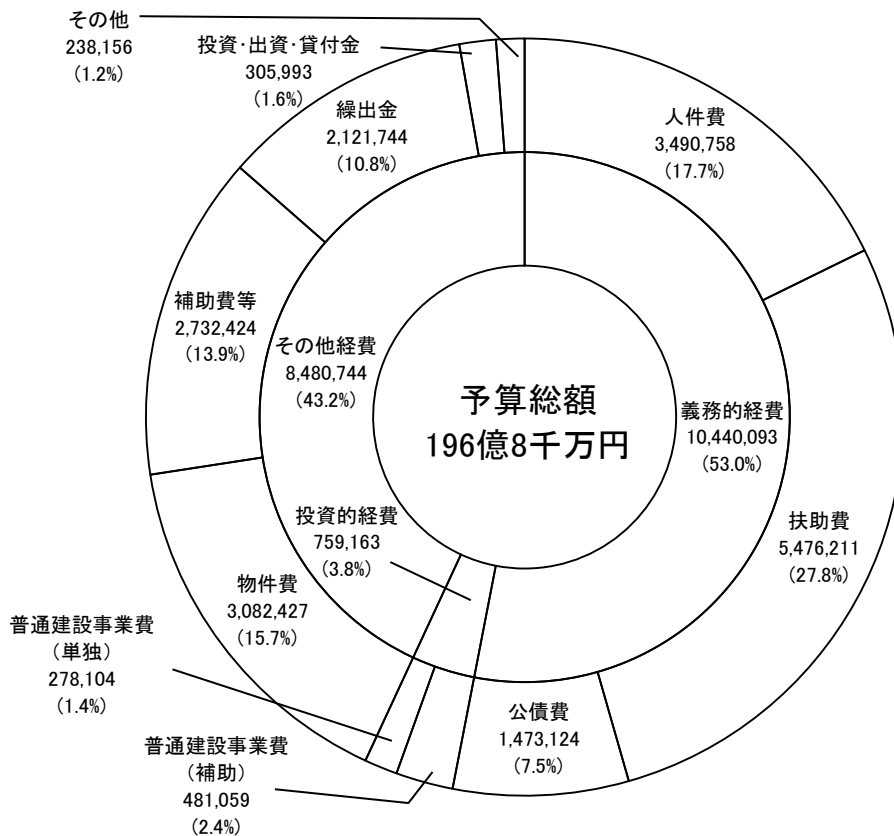 その他
238,156
（1.2%）
投資・出資・貸付金
305,993
（1.6%）
繰出金
2,121,744
（10.8%）
人件費
3,490,758
（17.7%）
補助費等
2,732,424
（13.9%）
その他経費
8,480,744
（43.2%）
予算総額
196億8千万円
義務的経費
10,440,093
（53.0%）
投資的経費
759,163
（3.8%）
扶助費
5,476,211
（27.8%）
物件費
3,082,427
（15.7%）
普通建設事業費
（単独）
278,104
（1.4%）
普通建設事業費
（補助）
481,059
（2.4%）
公債費
1,473,124
（7.5%）